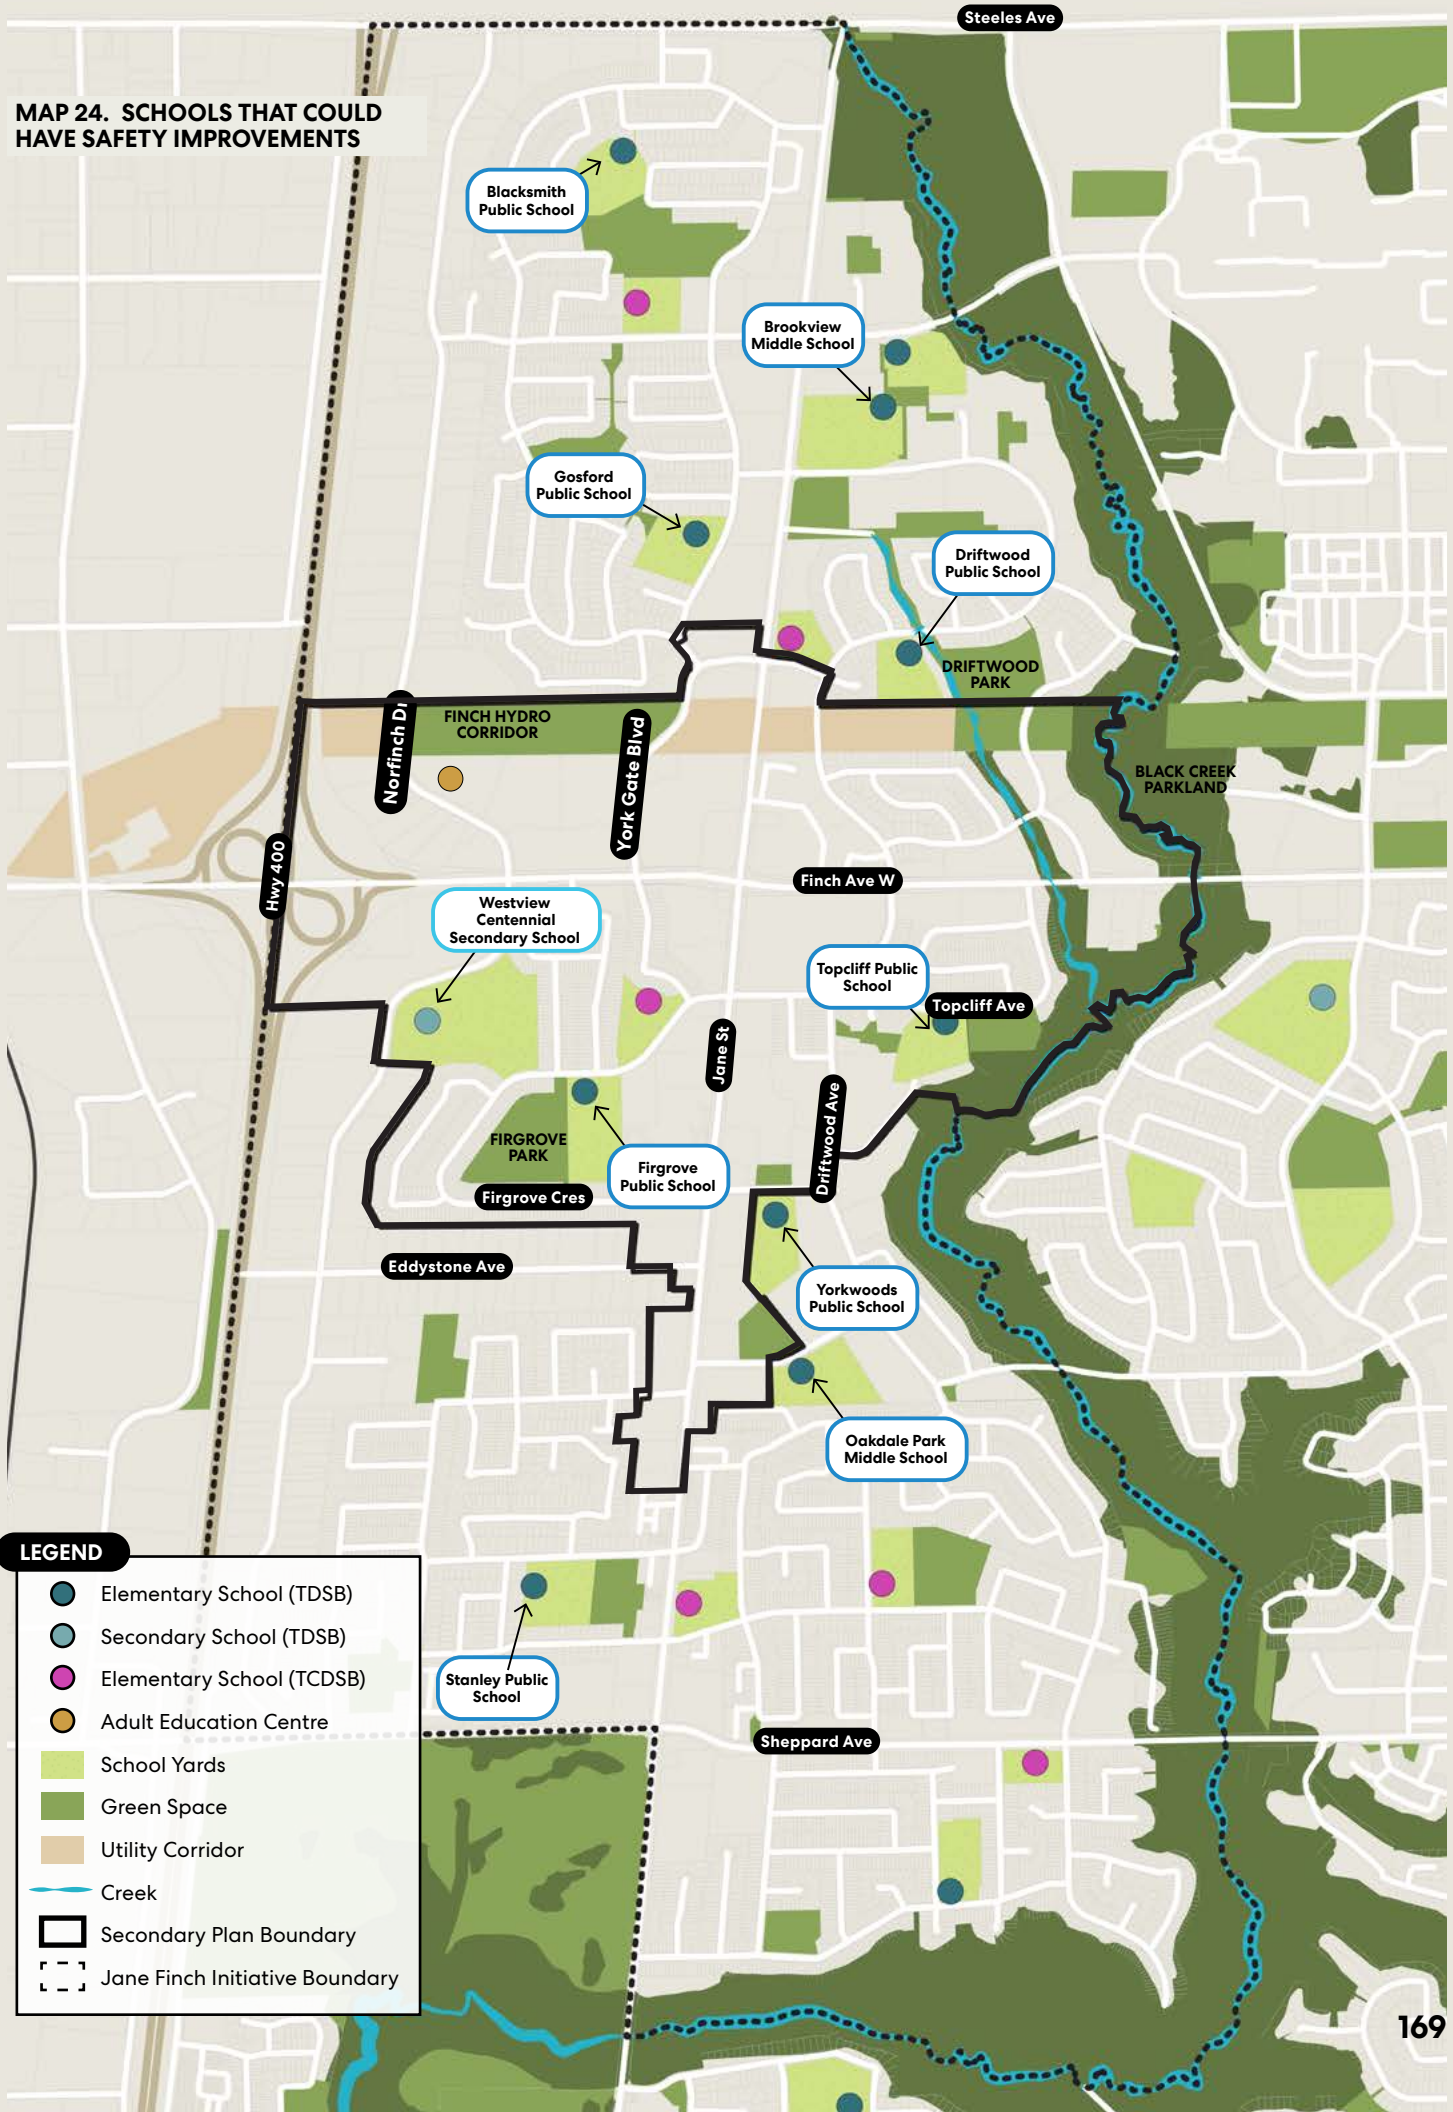 Steeles Ave
MAP 24. SCHOOLS THAT COULD
HAVE SAFETY IMPROVEMENTS
Blacksmith
Public School
Brookview
Middle School
Gosford
Public School
Driftwood
Public School
DRIFTWOOD
PARK
FINCH HYDRO
CORRIDOR
Norfinch Dr
York Gate Blvd
BLACK CREEK
PARKLAND
Hwy 400
Finch Ave W
Westview
Centennial
Secondary School
Topcliff Public
School
Topcliff Ave
Jane St
Driftwood Ave
FIRGROVE
PARK
Firgrove
Public School
Firgrove Cres
Eddystone Ave
Yorkwoods
Public School
Oakdale Park
Middle School
Stanley Public
School
Sheppard Ave
LEGEND
Elementary School (TDSB)
Secondary School (TDSB)
Elementary School (TCDSB)
Adult Education Centre
School Yards
Green Space
Utility Corridor
Creek
Secondary Plan Boundary
Jane Finch Initiative Boundary
169